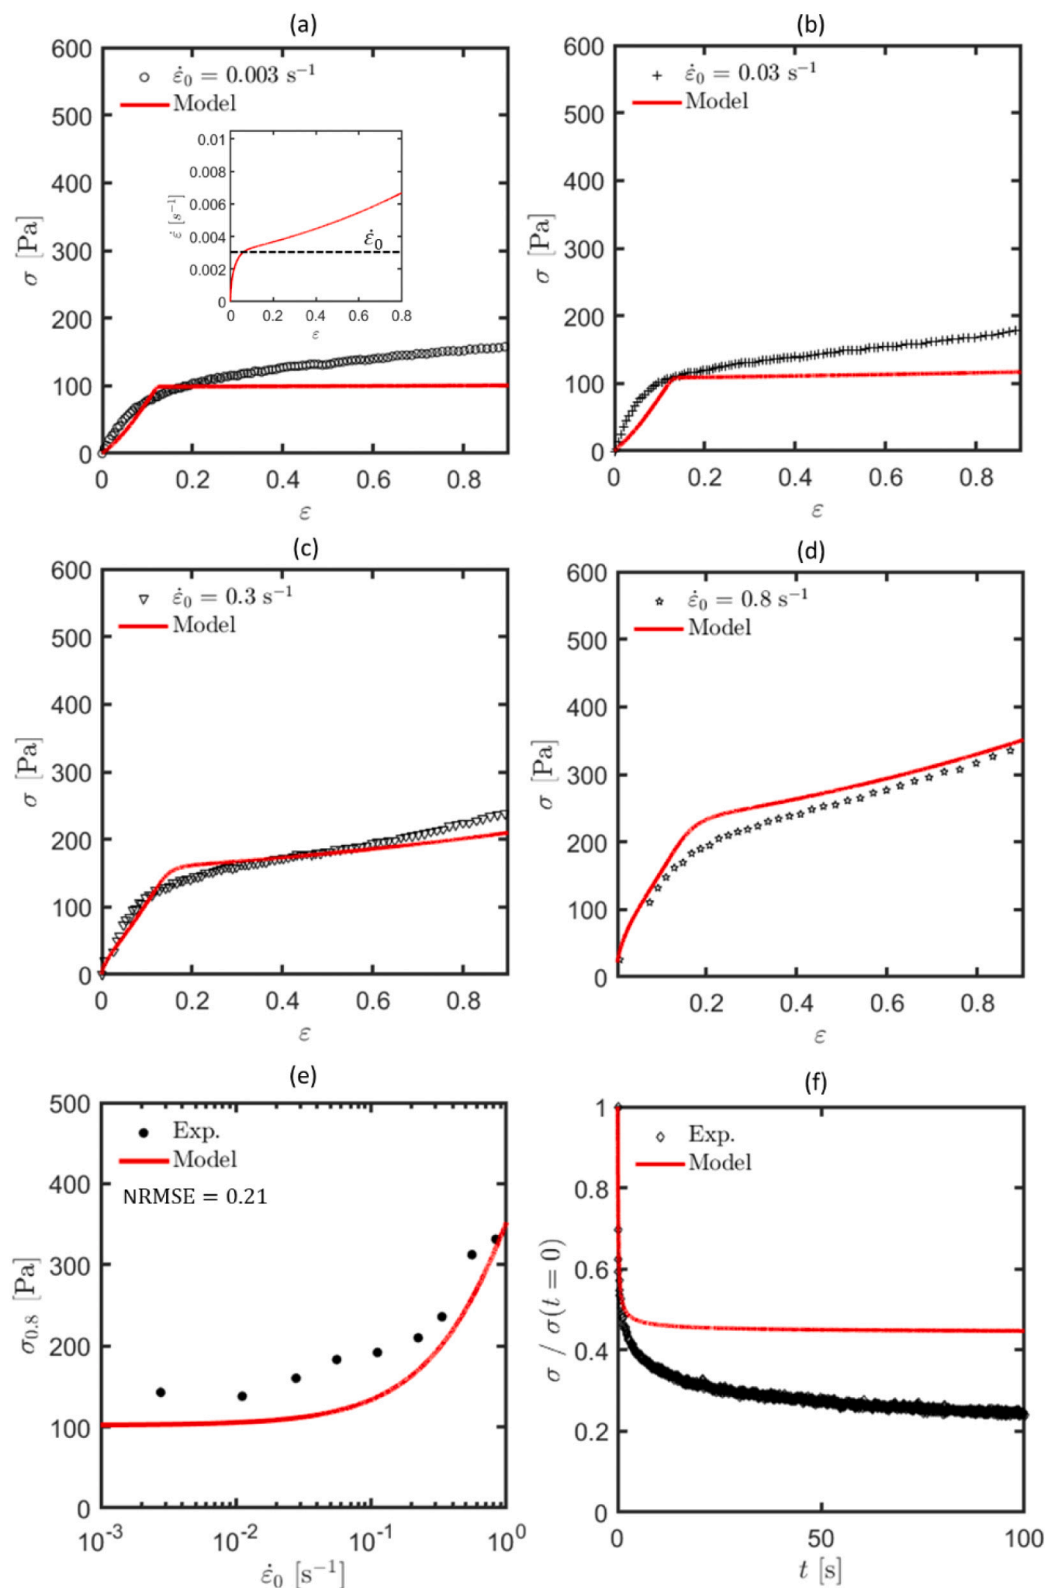 (a)
600
500
400
300
200
100
0
σ [Pa]
ε̇₀ = 0.003 s⁻¹
Model
0.01
0.008
0.006
0.004
0.002
0
ε̇ [s⁻¹]
ε̇₀
0 0.2 0.4 0.6 0.8
ε
0 0.2 0.4 0.6 0.8
ε
(b)
600
500
400
300
200
100
0
σ [Pa]
ε̇₀ = 0.03 s⁻¹
Model
0 0.2 0.4 0.6 0.8
ε
(c)
600
500
400
300
200
100
0
σ [Pa]
ε̇₀ = 0.3 s⁻¹
Model
0 0.2 0.4 0.6 0.8
ε
(d)
600
500
400
300
200
100
0
σ [Pa]
ε̇₀ = 0.8 s⁻¹
Model
0.2 0.4 0.6 0.8
ε
(e)
500
400
300
200
100
0
σ₀.₈ [Pa]
Exp.
Model
NRMSE = 0.21
10⁻³ 10⁻² 10⁻¹ 10⁰
ε̇₀ [s⁻¹]
(f)
1
0.8
0.6
0.4
0.2
0
σ / σ(t = 0)
Exp.
Model
0 50 100
t [s]